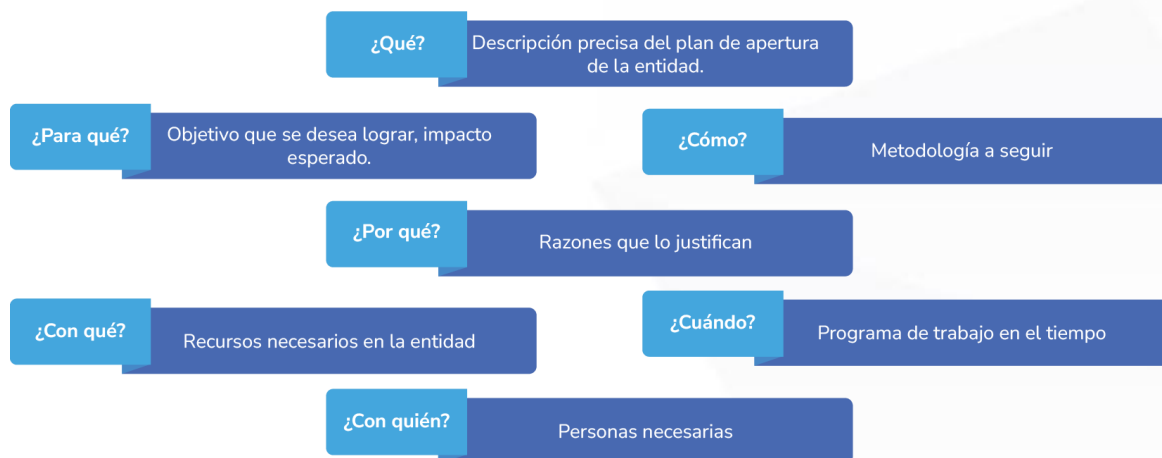 ¿Qué?
Descripción precisa del plan de apertura
de la entidad.
¿Para qué?
Objetivo que se desea lograr, impacto
esperado.
¿Cómo?
Metodología a seguir
¿Por qué?
Razones que lo justifican
¿Con qué?
Recursos necesarios en la entidad
¿Cuándo?
Programa de trabajo en el tiempo
¿Con quién?
Personas necesarias